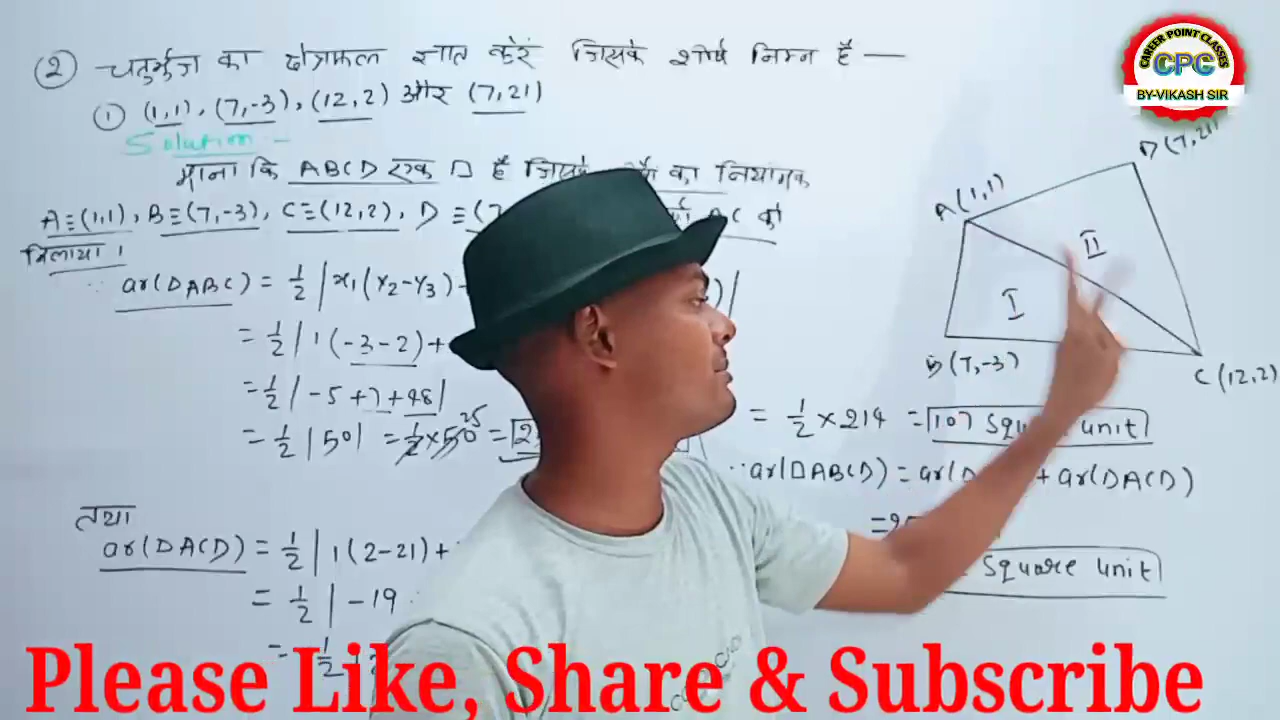 ② चतुर्भुज का क्षेत्रफल ज्ञात करें जिसके शीर्ष निम्न है —
① (1,1), (7,-3), (12,2) और (7,21)
Solution :-
माना कि ABCD एक □ है जिसके का नियामक
A≡(1,1), B≡(7,-3), C≡(12,2), D≡(7 AC को
मिलाया।
∵ ar(△ABC) = 1/2 |x₁(y₂-y₃)
= 1/2 |1(-3-2)+
= 1/2 |-5+7+48|
= 1/2 |50| = 1/2×50 25 =
तथा
ar(△ACD) = 1/2 |1(2-21)+
= 1/2 |-19
= 1/2
= 1/2 × 214 = 107 Square unit
∵ar(□ABCD) = ar(△ + ar(△ACD)
Square unit
A(1,1)
D(7,21)
I
II
B(7,-3)
C(12,2)
CAREER POINT CLASSES
CPC
BY-VIKASH SIR
Please Like, Share & Subscribe